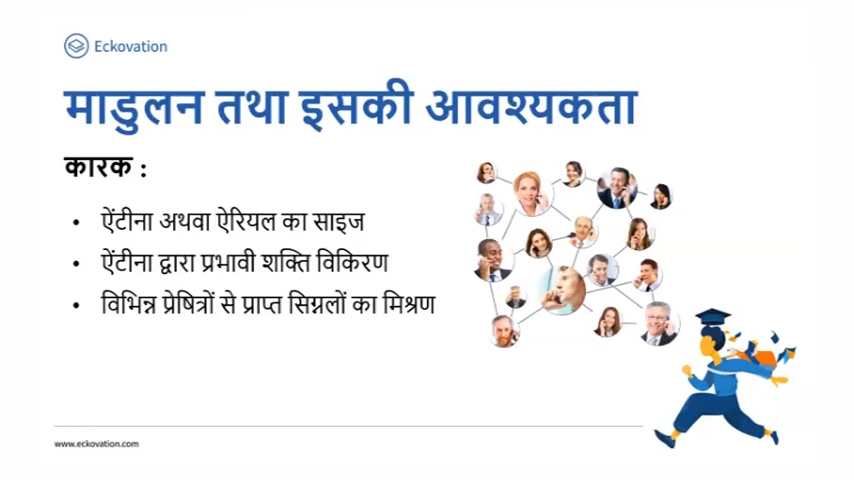 Eckovation
माडुलन तथा इसकी आवश्यकता
कारक :
• ऐंटीना अथवा ऐरियल का साइज
• ऐंटीना द्वारा प्रभावी शक्ति विकिरण
• विभिन्न प्रेषित्रों से प्राप्त सिग्नलों का मिश्रण
www.eckovation.com